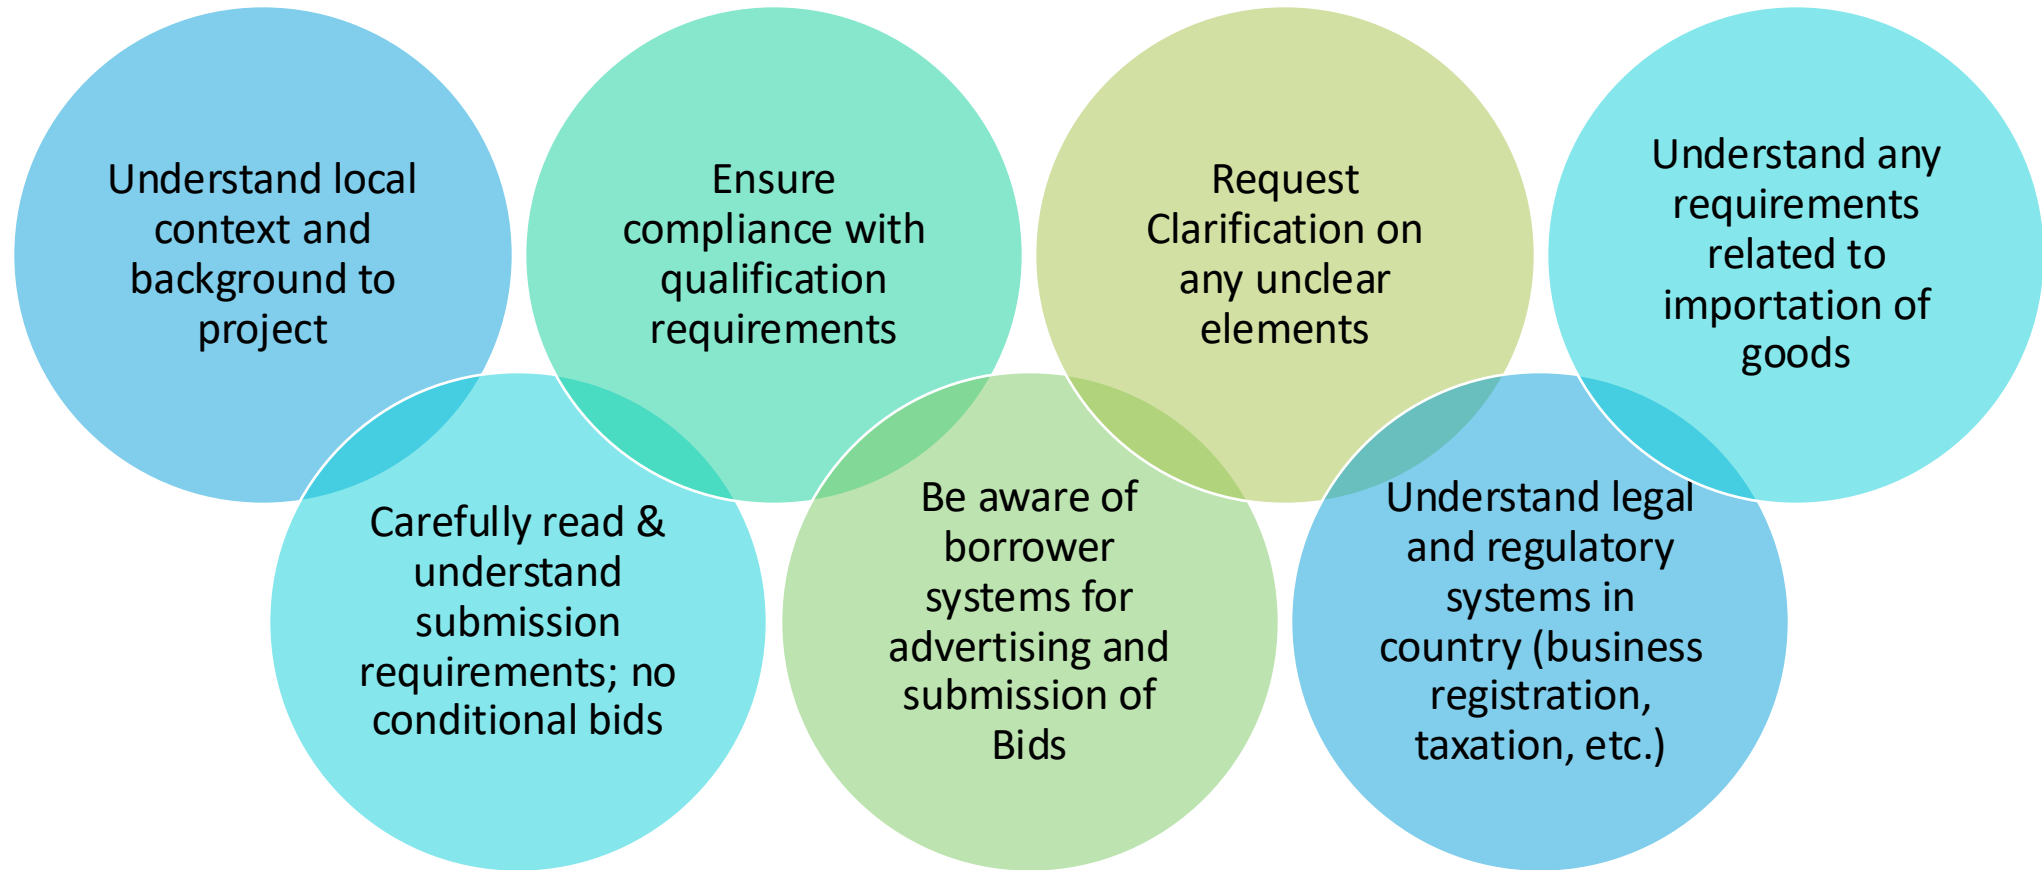 Understand local
context and
background to
project
Carefully read &
understand
submission
requirements; no
conditional bids
Ensure
compliance with
qualification
requirements
Be aware of
borrower
systems for
advertising and
submission of
Bids
Request
Clarification on
any unclear
elements
Understand legal
and regulatory
systems in
country (business
registration,
taxation, etc.)
Understand any
requirements
related to
importation of
goods